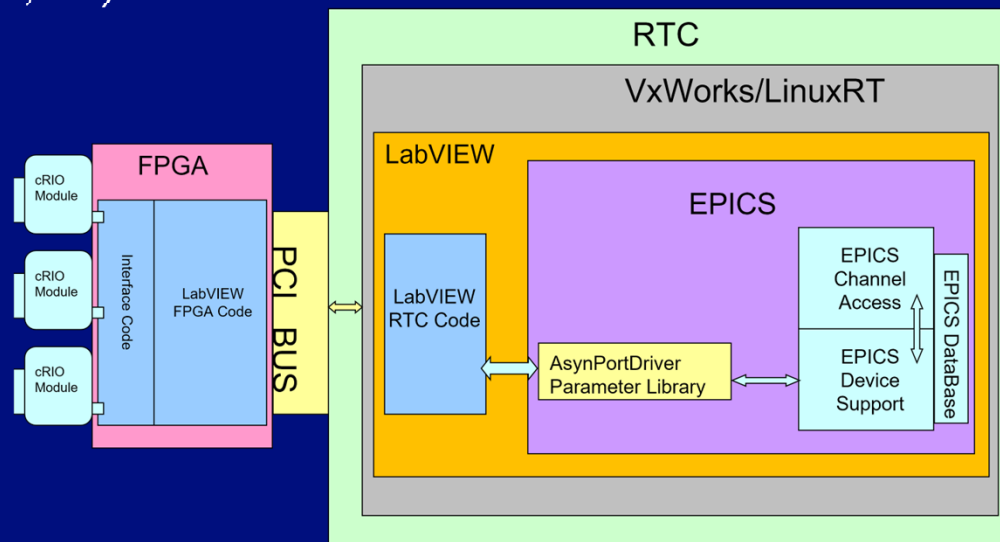 RTC
VxWorks/LinuxRT
LabVIEW
EPICS
FPGA
cRIO
Module
cRIO
Module
cRIO
Module
Interface Code
LabVIEW
FPGA Code
PCI BUS
LabVIEW
RTC Code
AsynPortDriver
Parameter Library
EPICS
Channel
Access
EPICS
Device
Support
EPICS DataBase